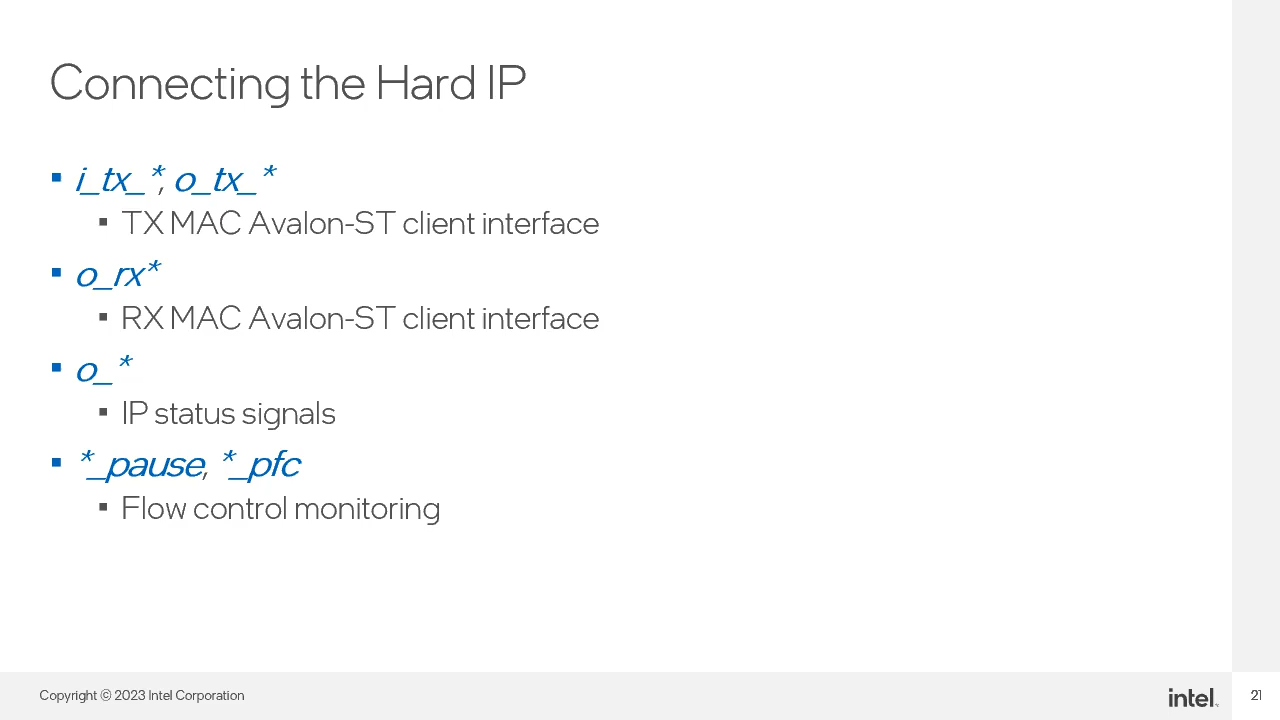 Connecting the Hard IP
▪ i_tx_*, o_tx_*
▪ TX MAC Avalon-ST client interface
▪ o_rx*
▪ RX MAC Avalon-ST client interface
▪ o_*
▪ IP status signals
▪ *_pause, *_pfc
▪ Flow control monitoring
Copyright © 2023 Intel Corporation
intel.
21